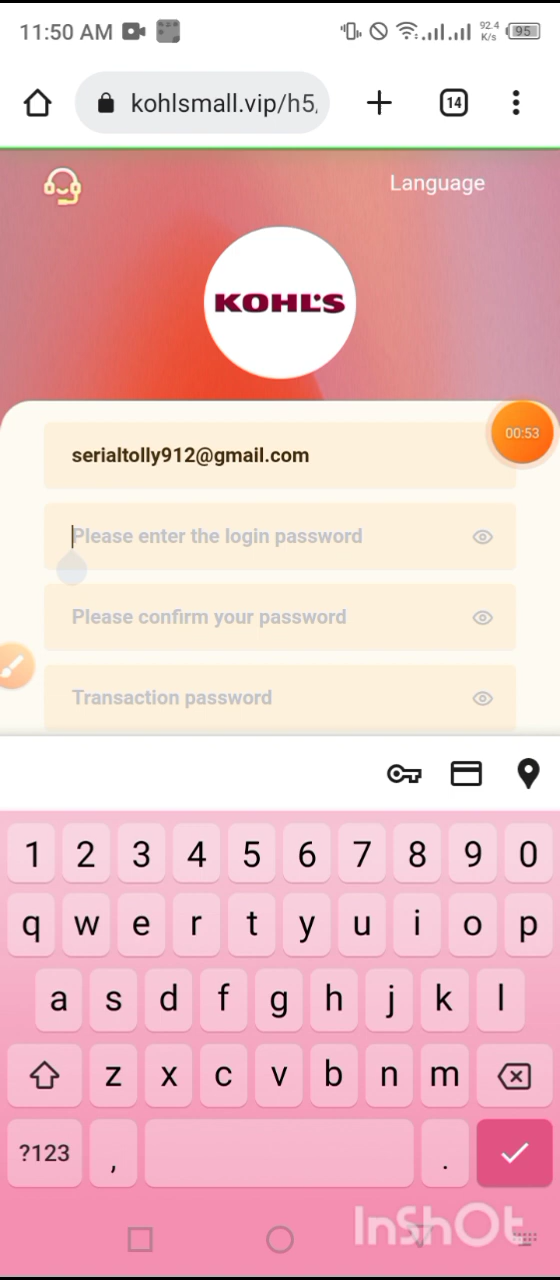 11:50 AM 92.4 K/s 95
kohlsmall.vip/h5, 14
Language
KOHL'S
serialtolly912@gmail.com
00:53
Please enter the login password
Please confirm your password
Transaction password
1 2 3 4 5 6 7 8 9 0
q w e r t y u i o p
a s d f g h j k l
z x c v b n m
?123 , .
InShOt